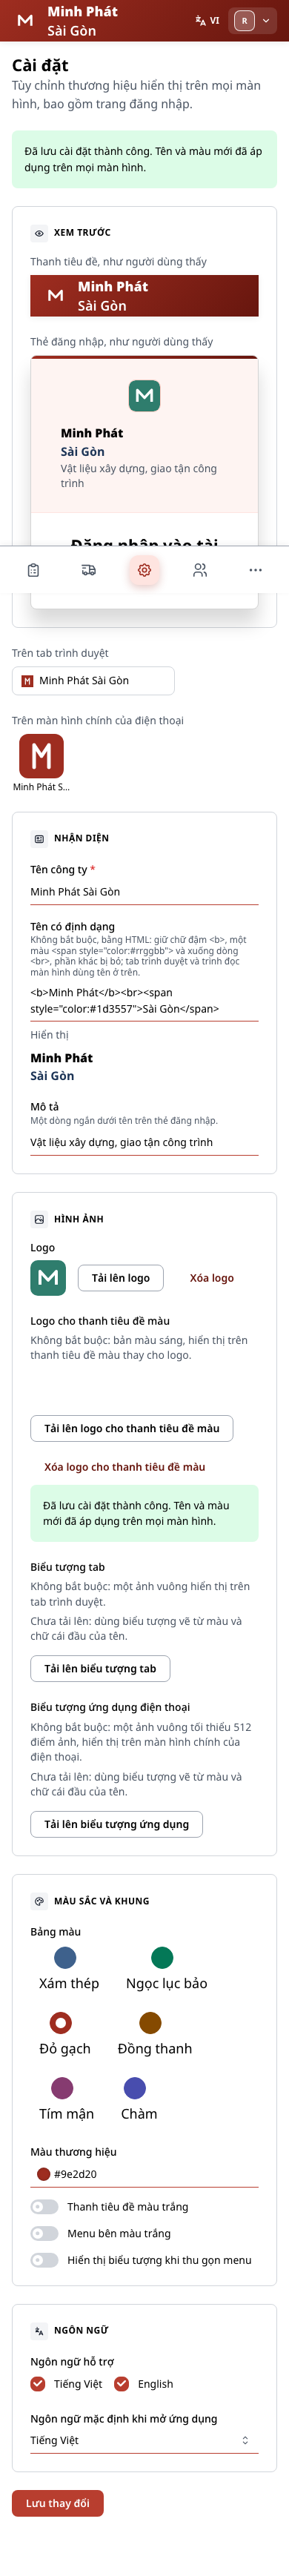 Minh Phát
Sài Gòn
VI
R
Cài đặt
Tùy chỉnh thương hiệu hiển thị trên mọi màn
hình, bao gồm trang đăng nhập.
Đã lưu cài đặt thành công. Tên và màu mới đã áp
dụng trên mọi màn hình.
XEM TRƯỚC
Thanh tiêu đề, như người dùng thấy
Minh Phát
Sài Gòn
Thẻ đăng nhập, như người dùng thấy
Minh Phát
Sài Gòn
Vật liệu xây dựng, giao tận công
trình
Đăng nhập vào tài
Trên tab trình duyệt
Minh Phát Sài Gòn
Trên màn hình chính của điện thoại
Minh Phát S...
NHẬN DIỆN
Tên công ty *
Minh Phát Sài Gòn
Tên có định dạng
Không bắt buộc, bằng HTML: giữ chữ đậm <b>, một
màu <span style="color:#rrggbb"> và xuống dòng
<br>, phần khác bị bỏ; tab trình duyệt và trình đọc
màn hình dùng tên ở trên.
<b>Minh Phát</b><br><span
style="color:#1d3557">Sài Gòn</span>
Hiển thị
Minh Phát
Sài Gòn
Mô tả
Một dòng ngắn dưới tên trên thẻ đăng nhập.
Vật liệu xây dựng, giao tận công trình
HÌNH ẢNH
Logo
Tải lên logo
Xóa logo
Logo cho thanh tiêu đề màu
Không bắt buộc: bản màu sáng, hiển thị trên
thanh tiêu đề màu thay cho logo.
Tải lên logo cho thanh tiêu đề màu
Xóa logo cho thanh tiêu đề màu
Đã lưu cài đặt thành công. Tên và màu
mới đã áp dụng trên mọi màn hình.
Biểu tượng tab
Không bắt buộc: một ảnh vuông hiển thị trên
tab trình duyệt.
Chưa tải lên: dùng biểu tượng vẽ từ màu và
chữ cái đầu của tên.
Tải lên biểu tượng tab
Biểu tượng ứng dụng điện thoại
Không bắt buộc: một ảnh vuông tối thiểu 512
điểm ảnh, hiển thị trên màn hình chính của
điện thoại.
Chưa tải lên: dùng biểu tượng vẽ từ màu và
chữ cái đầu của tên.
Tải lên biểu tượng ứng dụng
MÀU SẮC VÀ KHUNG
Bảng màu
Xám thép
Ngọc lục bảo
Đỏ gạch
Đồng thanh
Tím mận
Chàm
Màu thương hiệu
#9e2d20
Thanh tiêu đề màu trắng
Menu bên màu trắng
Hiển thị biểu tượng khi thu gọn menu
NGÔN NGỮ
Ngôn ngữ hỗ trợ
Tiếng Việt
English
Ngôn ngữ mặc định khi mở ứng dụng
Tiếng Việt
Lưu thay đổi